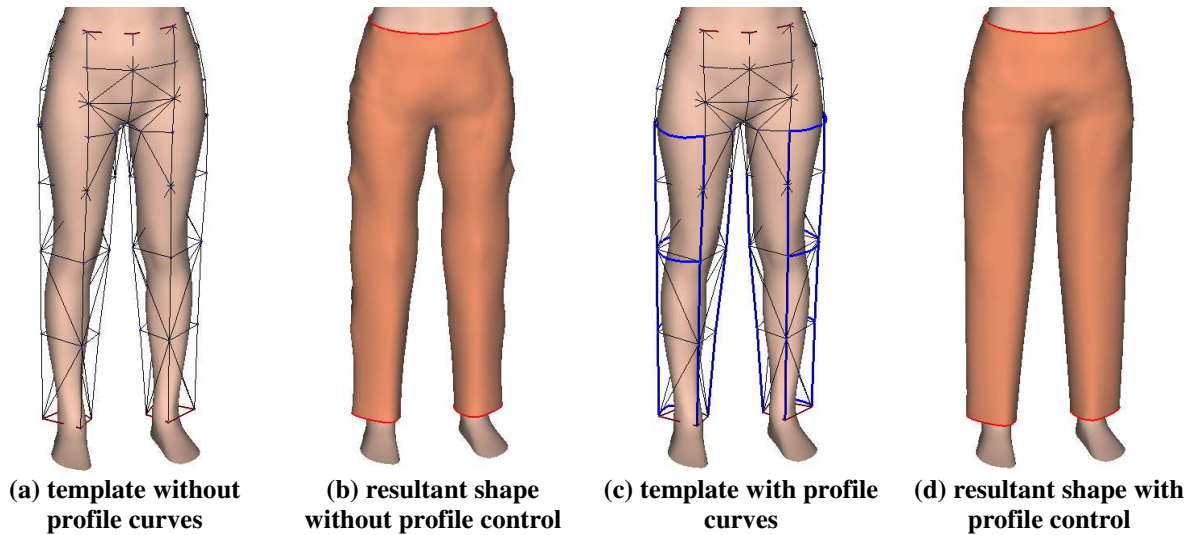 (a) template without
profile curves
(b) resultant shape
without profile control
(c) template with profile
curves
(d) resultant shape with
profile control